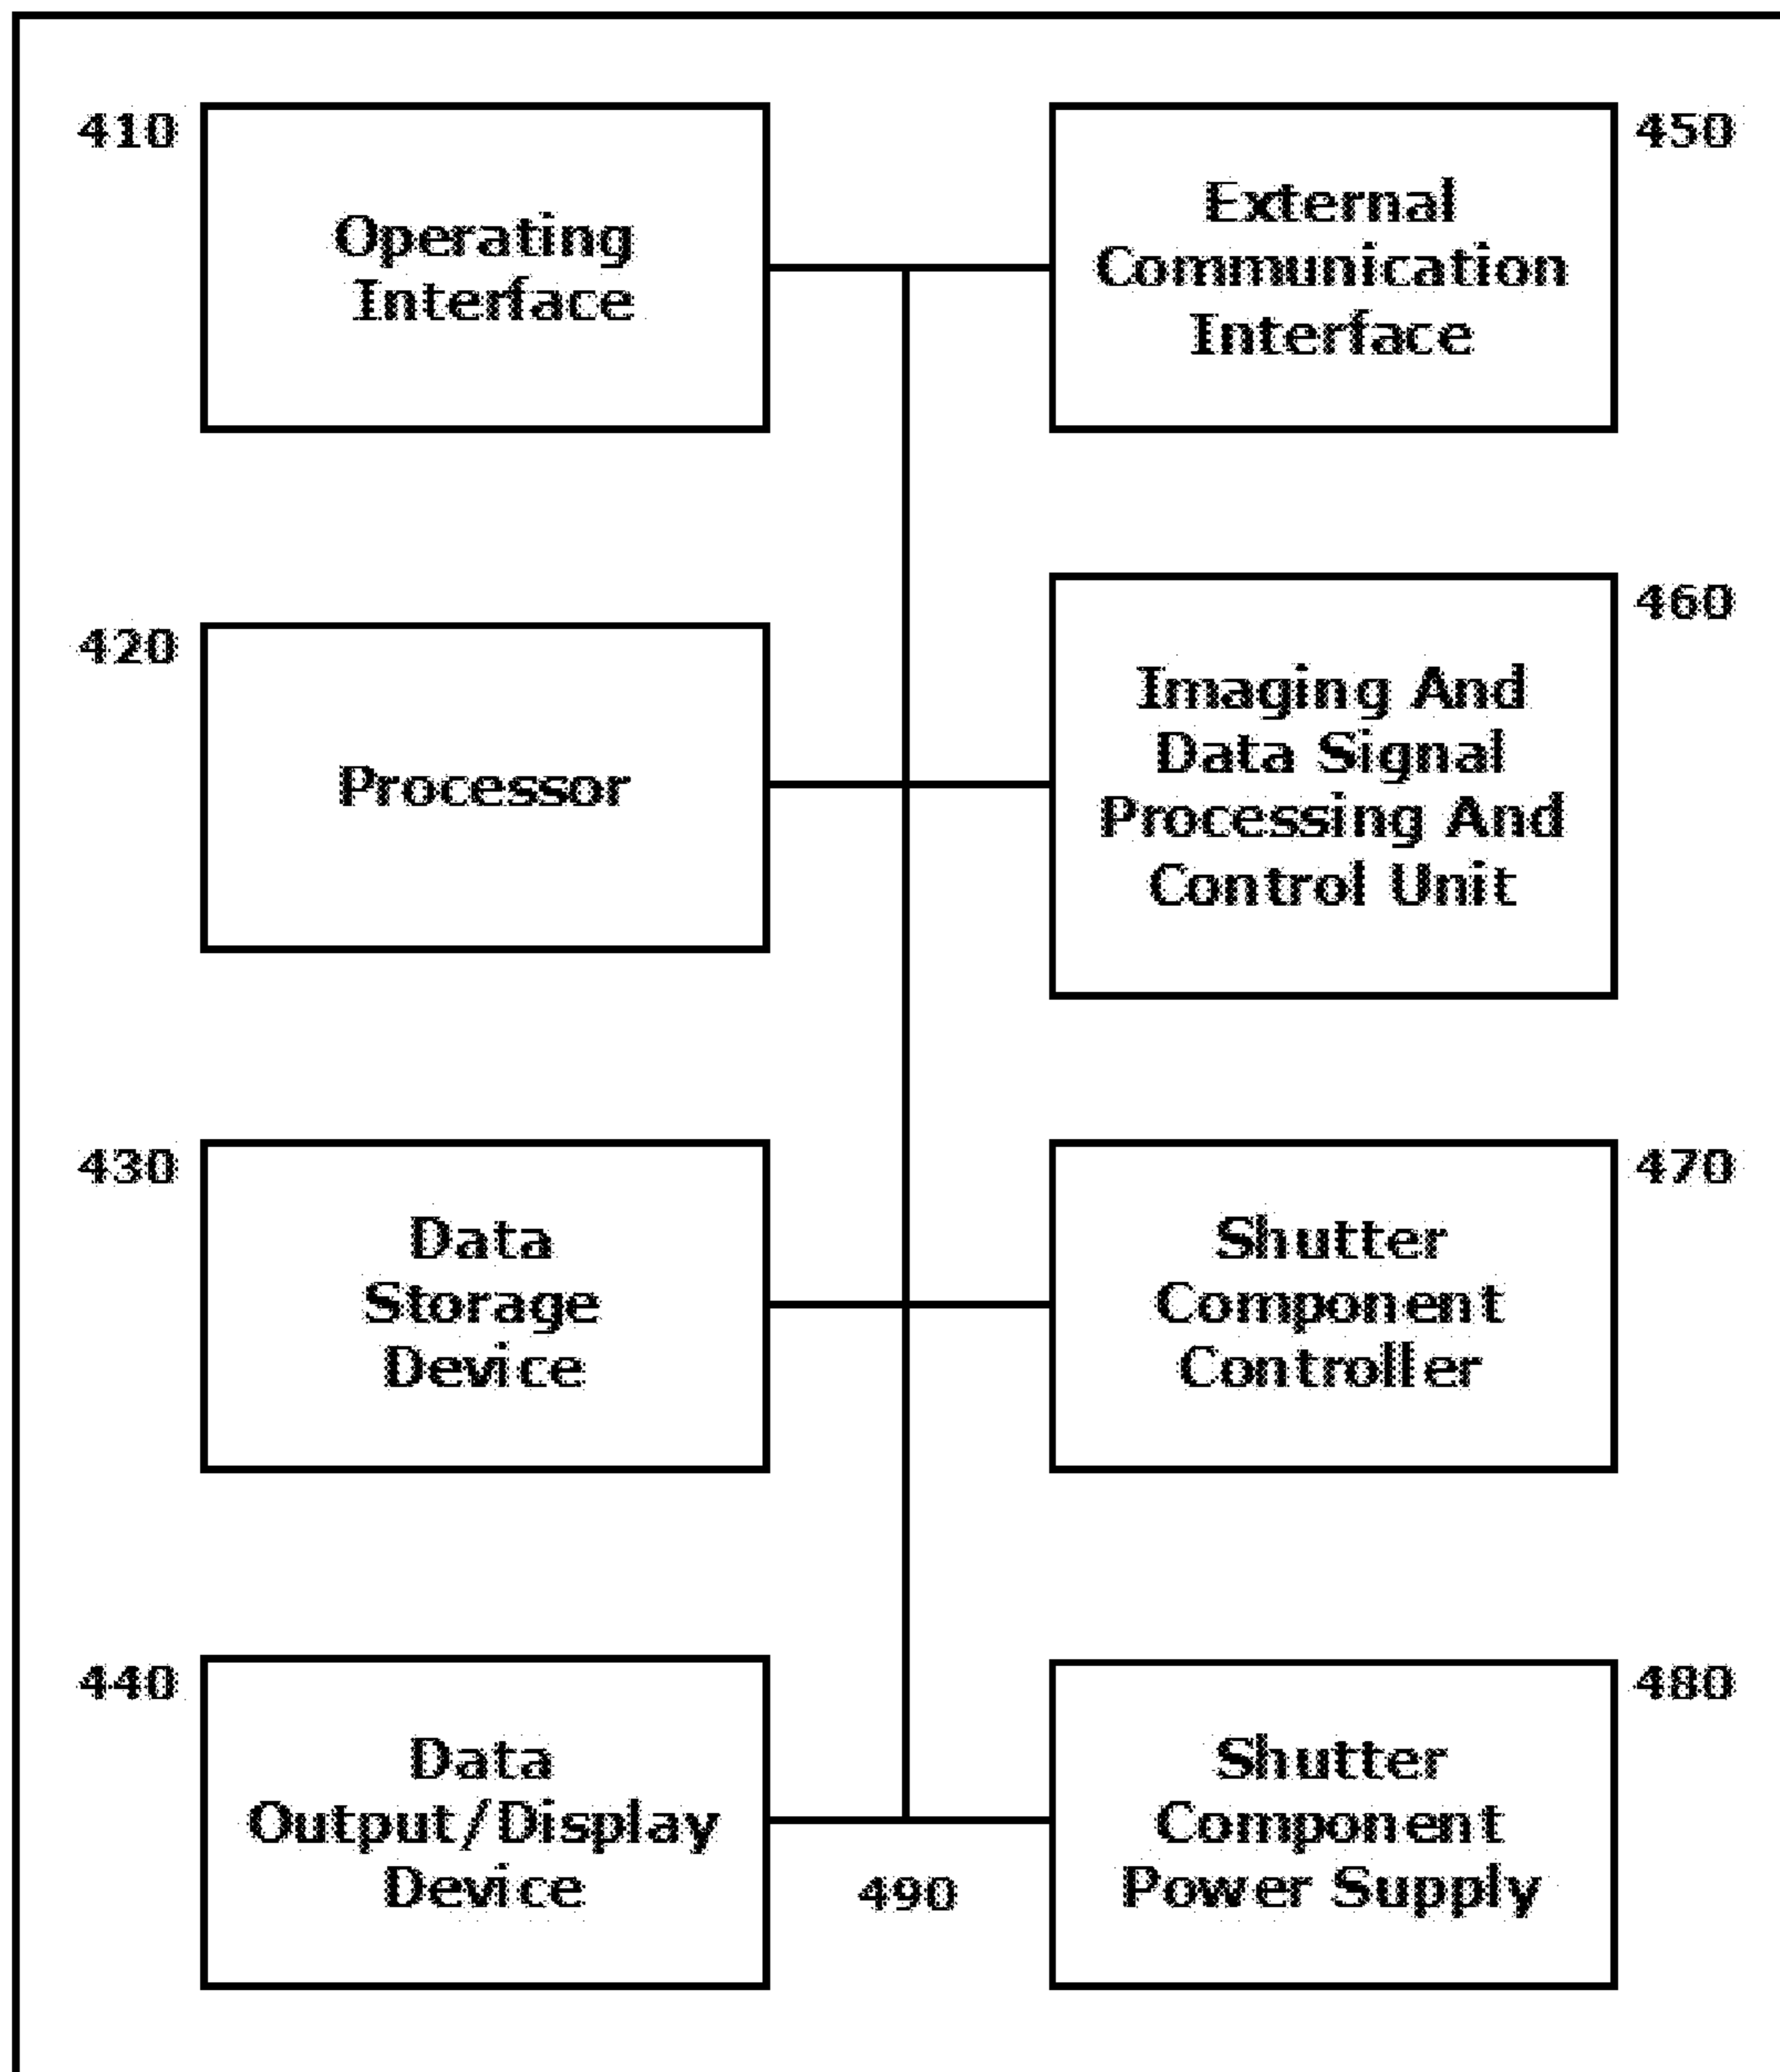 410
Operating
Interface
450
External
Communication
Interface
420
Processor
460
Imaging And
Data Signal
Processing And
Control Unit
430
Data
Storage
Device
470
Shutter
Component
Controller
440
Data
Output/Display
Device
480
Shutter
Component
Power Supply
490